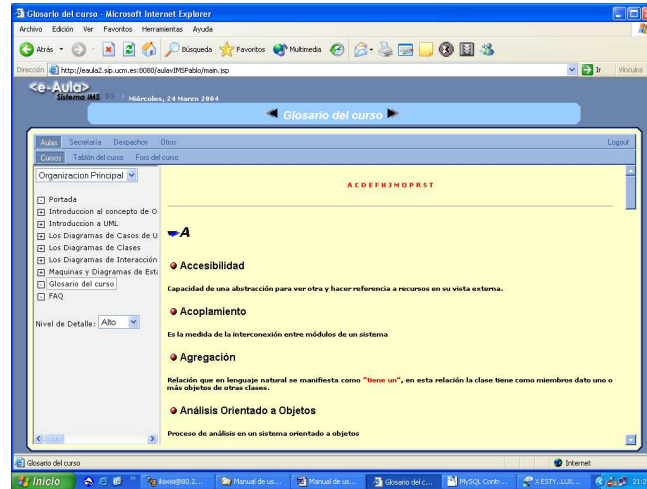 Glosario del curso - Microsoft Internet Explorer
Archivo Edición Ver Favoritos Herramientas Ayuda
Atrás Búsqueda Favoritos Multimedia
Dirección http://eaula2.sip.ucm.es:8080/aulavIMSPablo/main.jsp Ir Vínculos
<e-Aula>
Sistema IMS Miércoles, 24 Marzo 2004
Glosario del curso
Aulas Secretaría Despachos Otros Logout
Cursos Tablón del curso Foro del curso
Organizacion Principal
Portada
Introduccion al concepto de O
Introduccion a UML
Los Diagramas de Casos de U
Los Diagramas de Clases
Los Diagramas de Interacción
Maquinas y Diagramas de Esta
Glosario del curso
FAQ
Nivel de Detalle: Alto
A C D E F H J M O P R S T
A
Accesibilidad
Capacidad de una abstracción para ver otra y hacer referencia a recursos en su vista externa.
Acoplamiento
Es la medida de la interconexión entre módulos de un sistema
Agregación
Relación que en lenguaje natural se manifiesta como "tiene un", en esta relación la clase tiene como miembros dato uno o
más objetos de otras clases.
Análisis Orientado a Objetos
Proceso de análisis en un sistema orientado a objetos
Glosario del curso Internet
Inicio Manual de us... Manual de us... Glosario del c... MySQL Contr...